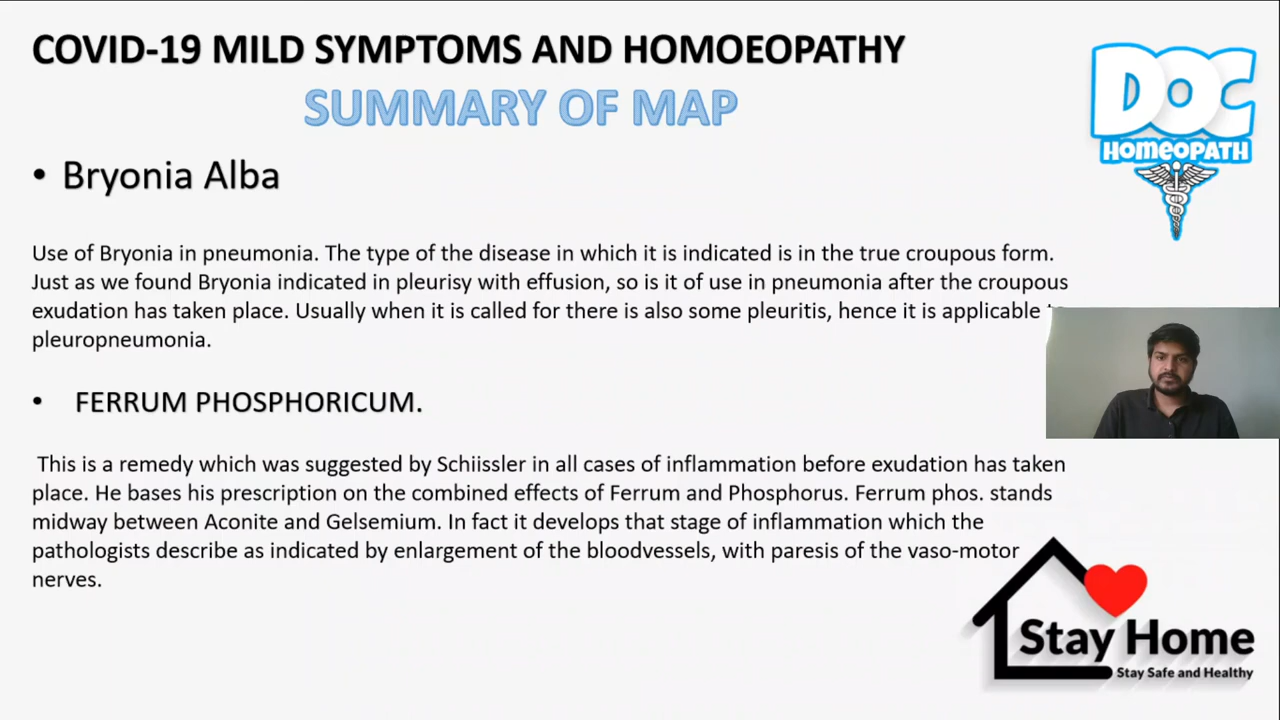 COVID-19 MILD SYMPTOMS AND HOMOEOPATHY
SUMMARY OF MAP
DOC
HOMEOPATH
• Bryonia Alba
Use of Bryonia in pneumonia. The type of the disease in which it is indicated is in the true croupous form.
Just as we found Bryonia indicated in pleurisy with effusion, so is it of use in pneumonia after the croupous
exudation has taken place. Usually when it is called for there is also some pleuritis, hence it is applicable
pleuropneumonia.
• FERRUM PHOSPHORICUM.
This is a remedy which was suggested by Schiissler in all cases of inflammation before exudation has taken
place. He bases his prescription on the combined effects of Ferrum and Phosphorus. Ferrum phos. stands
midway between Aconite and Gelsemium. In fact it develops that stage of inflammation which the
pathologists describe as indicated by enlargement of the bloodvessels, with paresis of the vaso-motor
nerves.
Stay Home
Stay Safe and Healthy